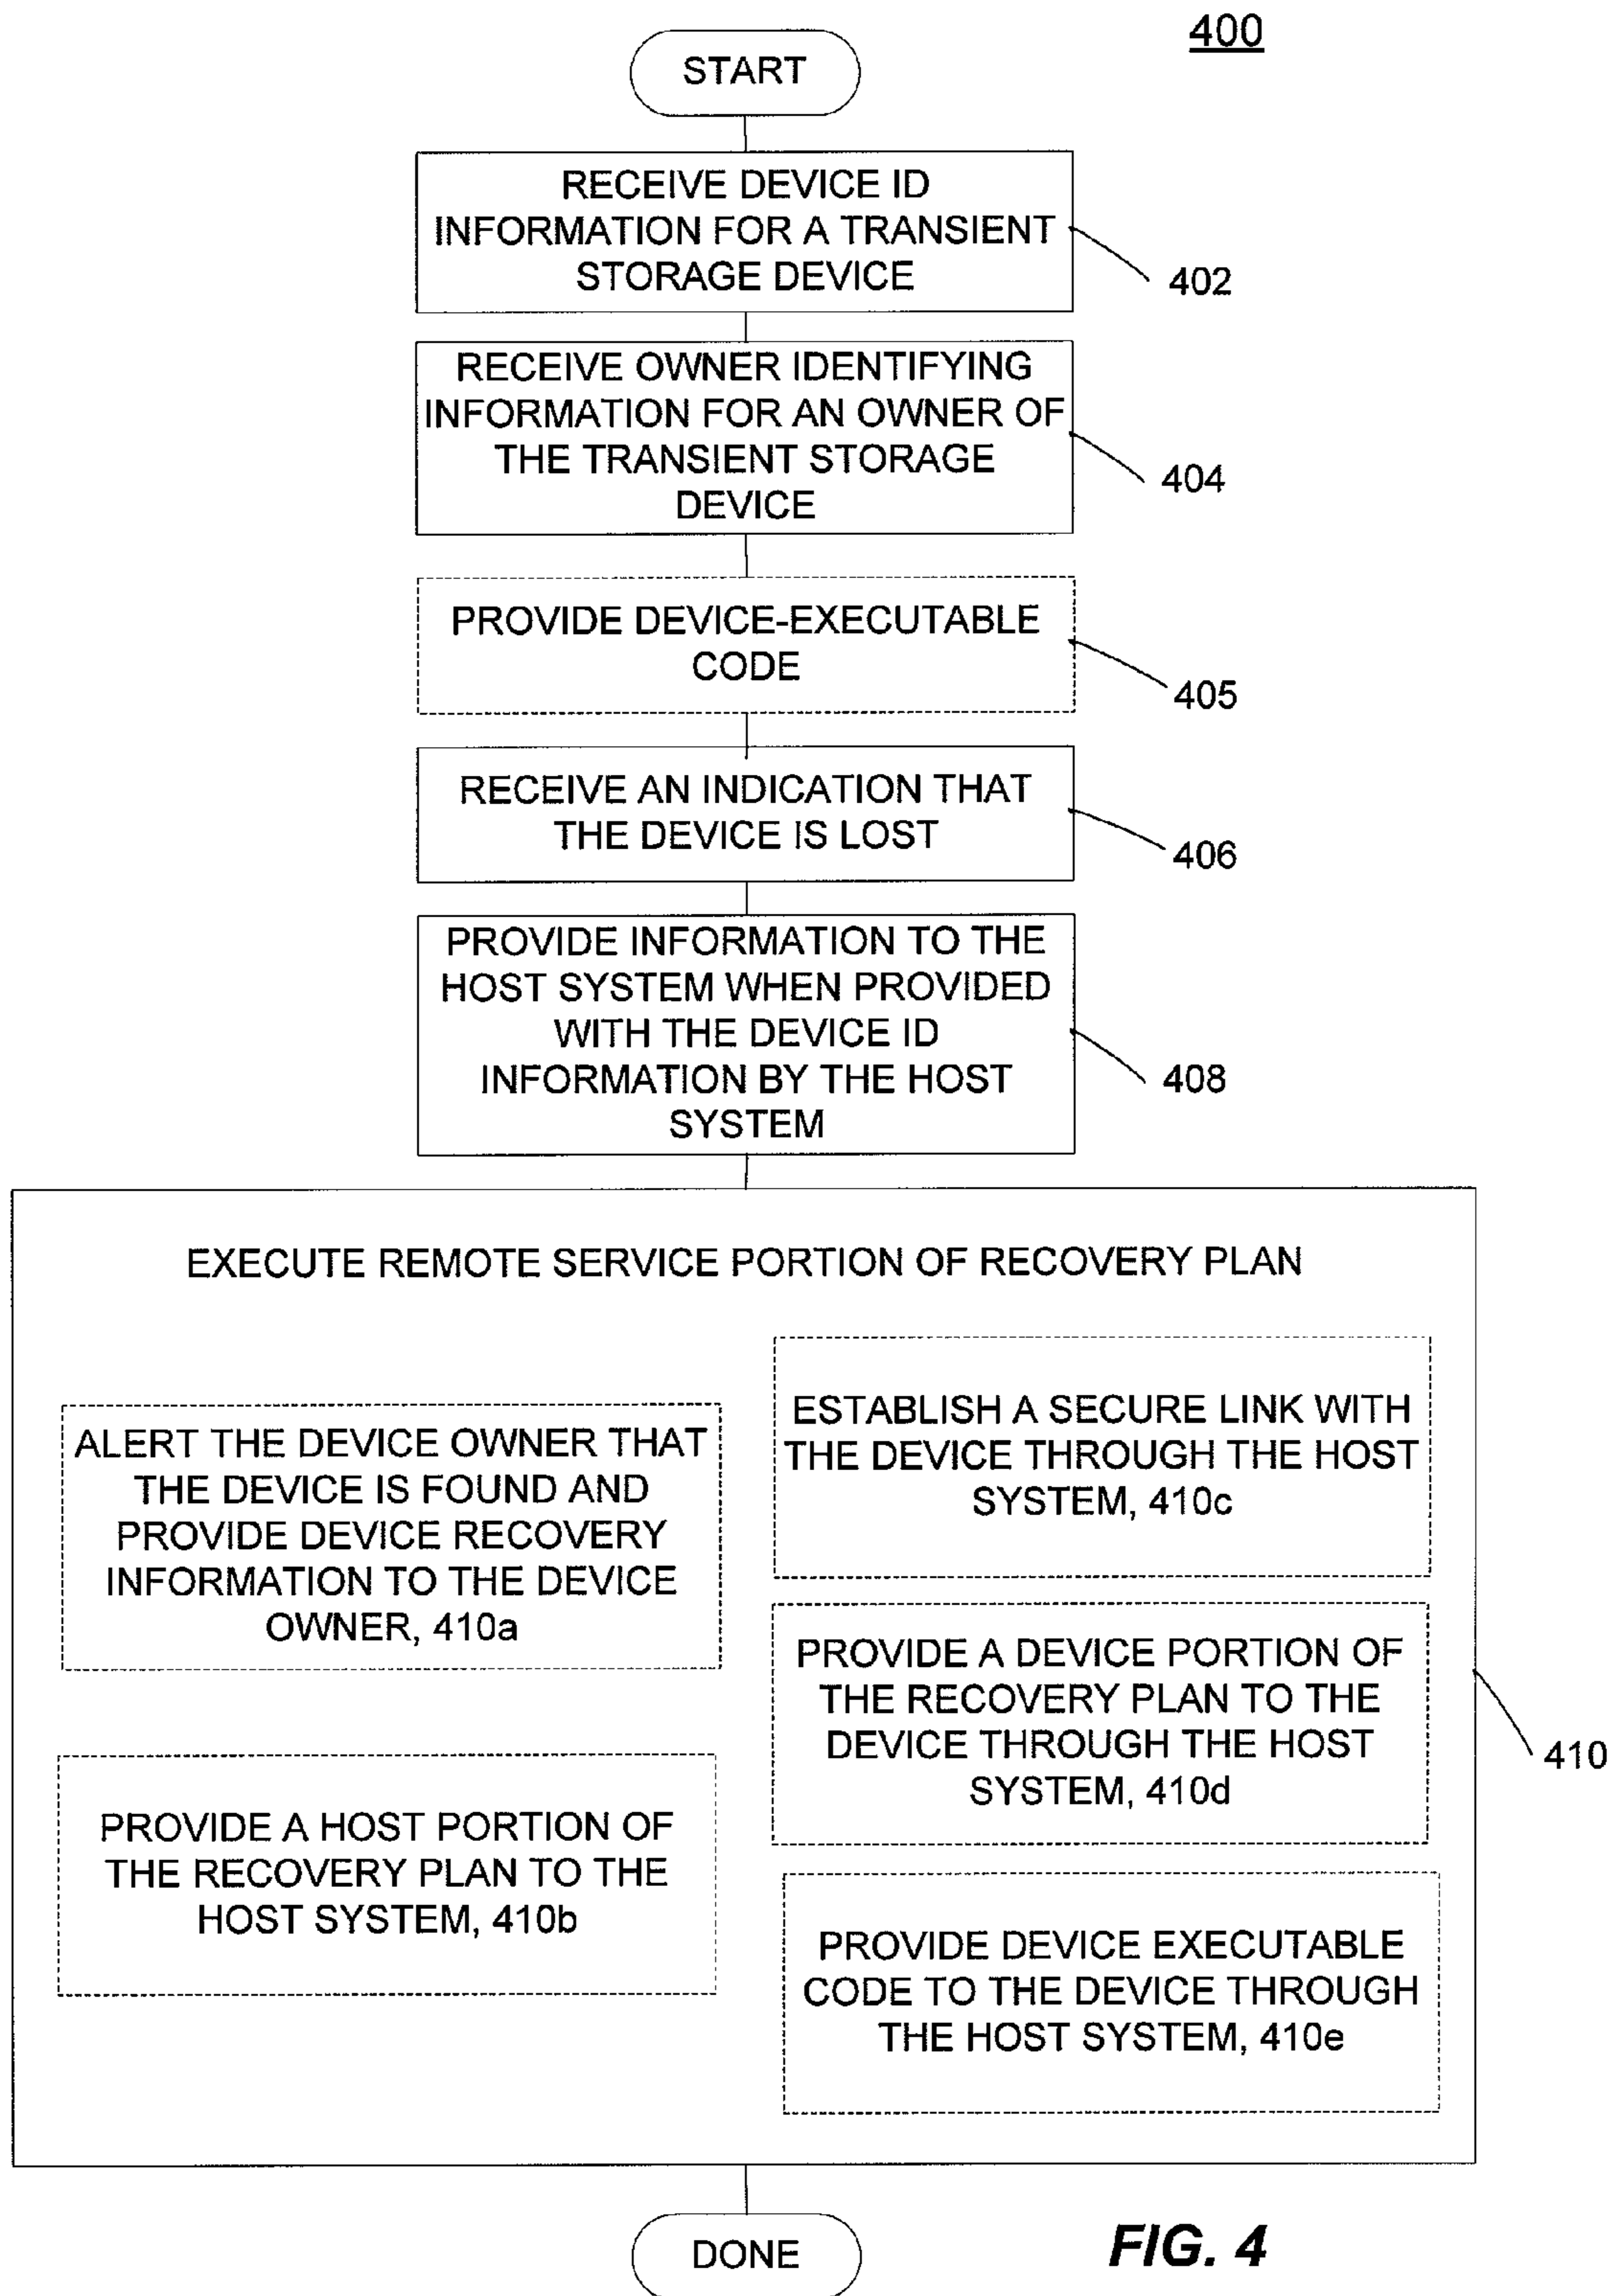 400
START
RECEIVE DEVICE ID
INFORMATION FOR A TRANSIENT
STORAGE DEVICE
402
RECEIVE OWNER IDENTIFYING
INFORMATION FOR AN OWNER OF
THE TRANSIENT STORAGE
DEVICE
404
PROVIDE DEVICE-EXECUTABLE
CODE
405
RECEIVE AN INDICATION THAT
THE DEVICE IS LOST
406
PROVIDE INFORMATION TO THE
HOST SYSTEM WHEN PROVIDED
WITH THE DEVICE ID
INFORMATION BY THE HOST
SYSTEM
408
EXECUTE REMOTE SERVICE PORTION OF RECOVERY PLAN
ALERT THE DEVICE OWNER THAT
THE DEVICE IS FOUND AND
PROVIDE DEVICE RECOVERY
INFORMATION TO THE DEVICE
OWNER, 410a
PROVIDE A HOST PORTION OF
THE RECOVERY PLAN TO THE
HOST SYSTEM, 410b
ESTABLISH A SECURE LINK WITH
THE DEVICE THROUGH THE HOST
SYSTEM, 410c
PROVIDE A DEVICE PORTION OF
THE RECOVERY PLAN TO THE
DEVICE THROUGH THE HOST
SYSTEM, 410d
PROVIDE DEVICE EXECUTABLE
CODE TO THE DEVICE THROUGH
THE HOST SYSTEM, 410e
410
DONE
FIG. 4